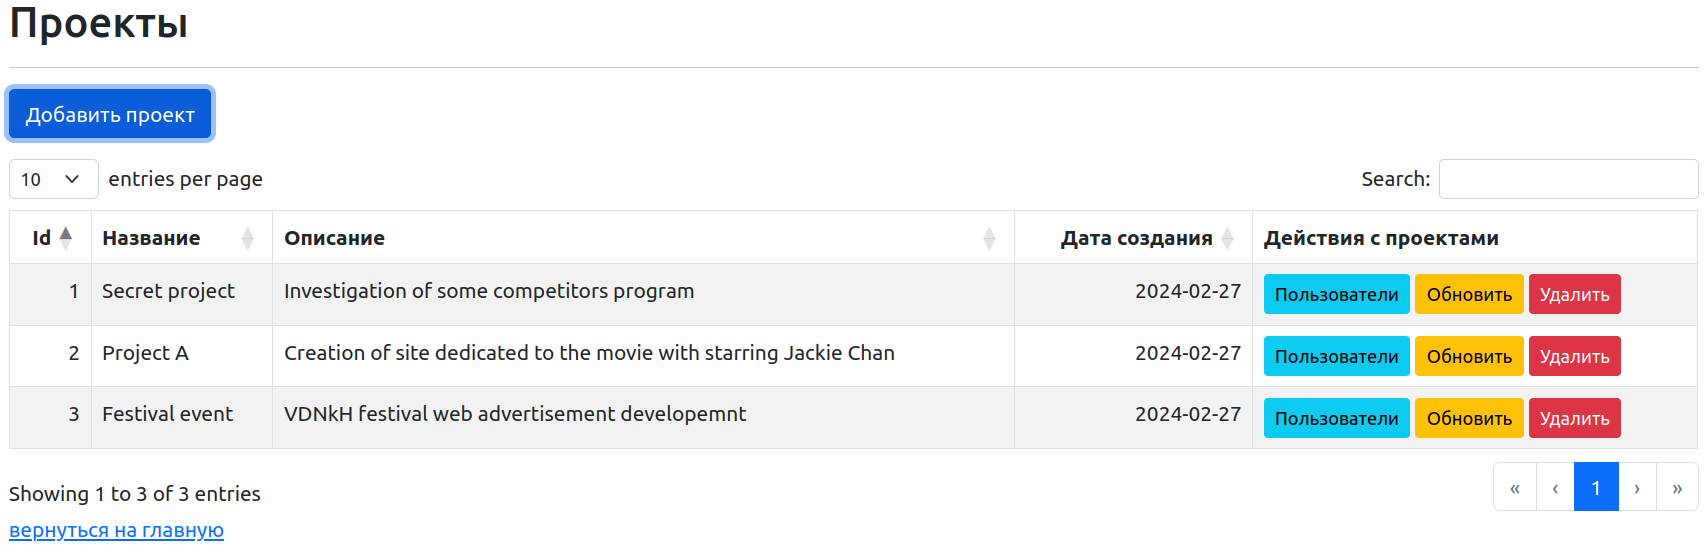 Проекты
Добавить проект
10 entries per page Search:
Id Название Описание Дата создания Действия с проектами
1 Secret project Investigation of some competitors program 2024-02-27 Пользователи Обновить Удалить
2 Project A Creation of site dedicated to the movie with starring Jackie Chan 2024-02-27 Пользователи Обновить Удалить
3 Festival event VDNkH festival web advertisement developemnt 2024-02-27 Пользователи Обновить Удалить
« ‹ 1 › »
Showing 1 to 3 of 3 entries
вернуться на главную